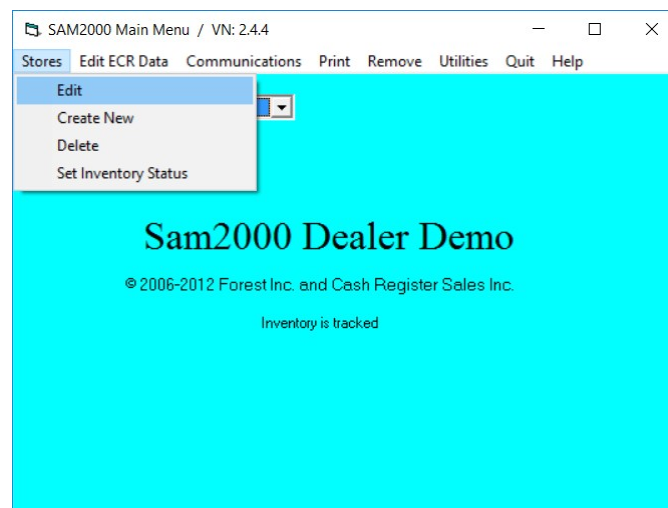 SAM2000 Main Menu / VN: 2.4.4
Stores Edit ECR Data Communications Print Remove Utilities Quit Help
Edit
Create New
Delete
Set Inventory Status
Sam2000 Dealer Demo
© 2006-2012 Forest Inc. and Cash Register Sales Inc.
Inventory is tracked